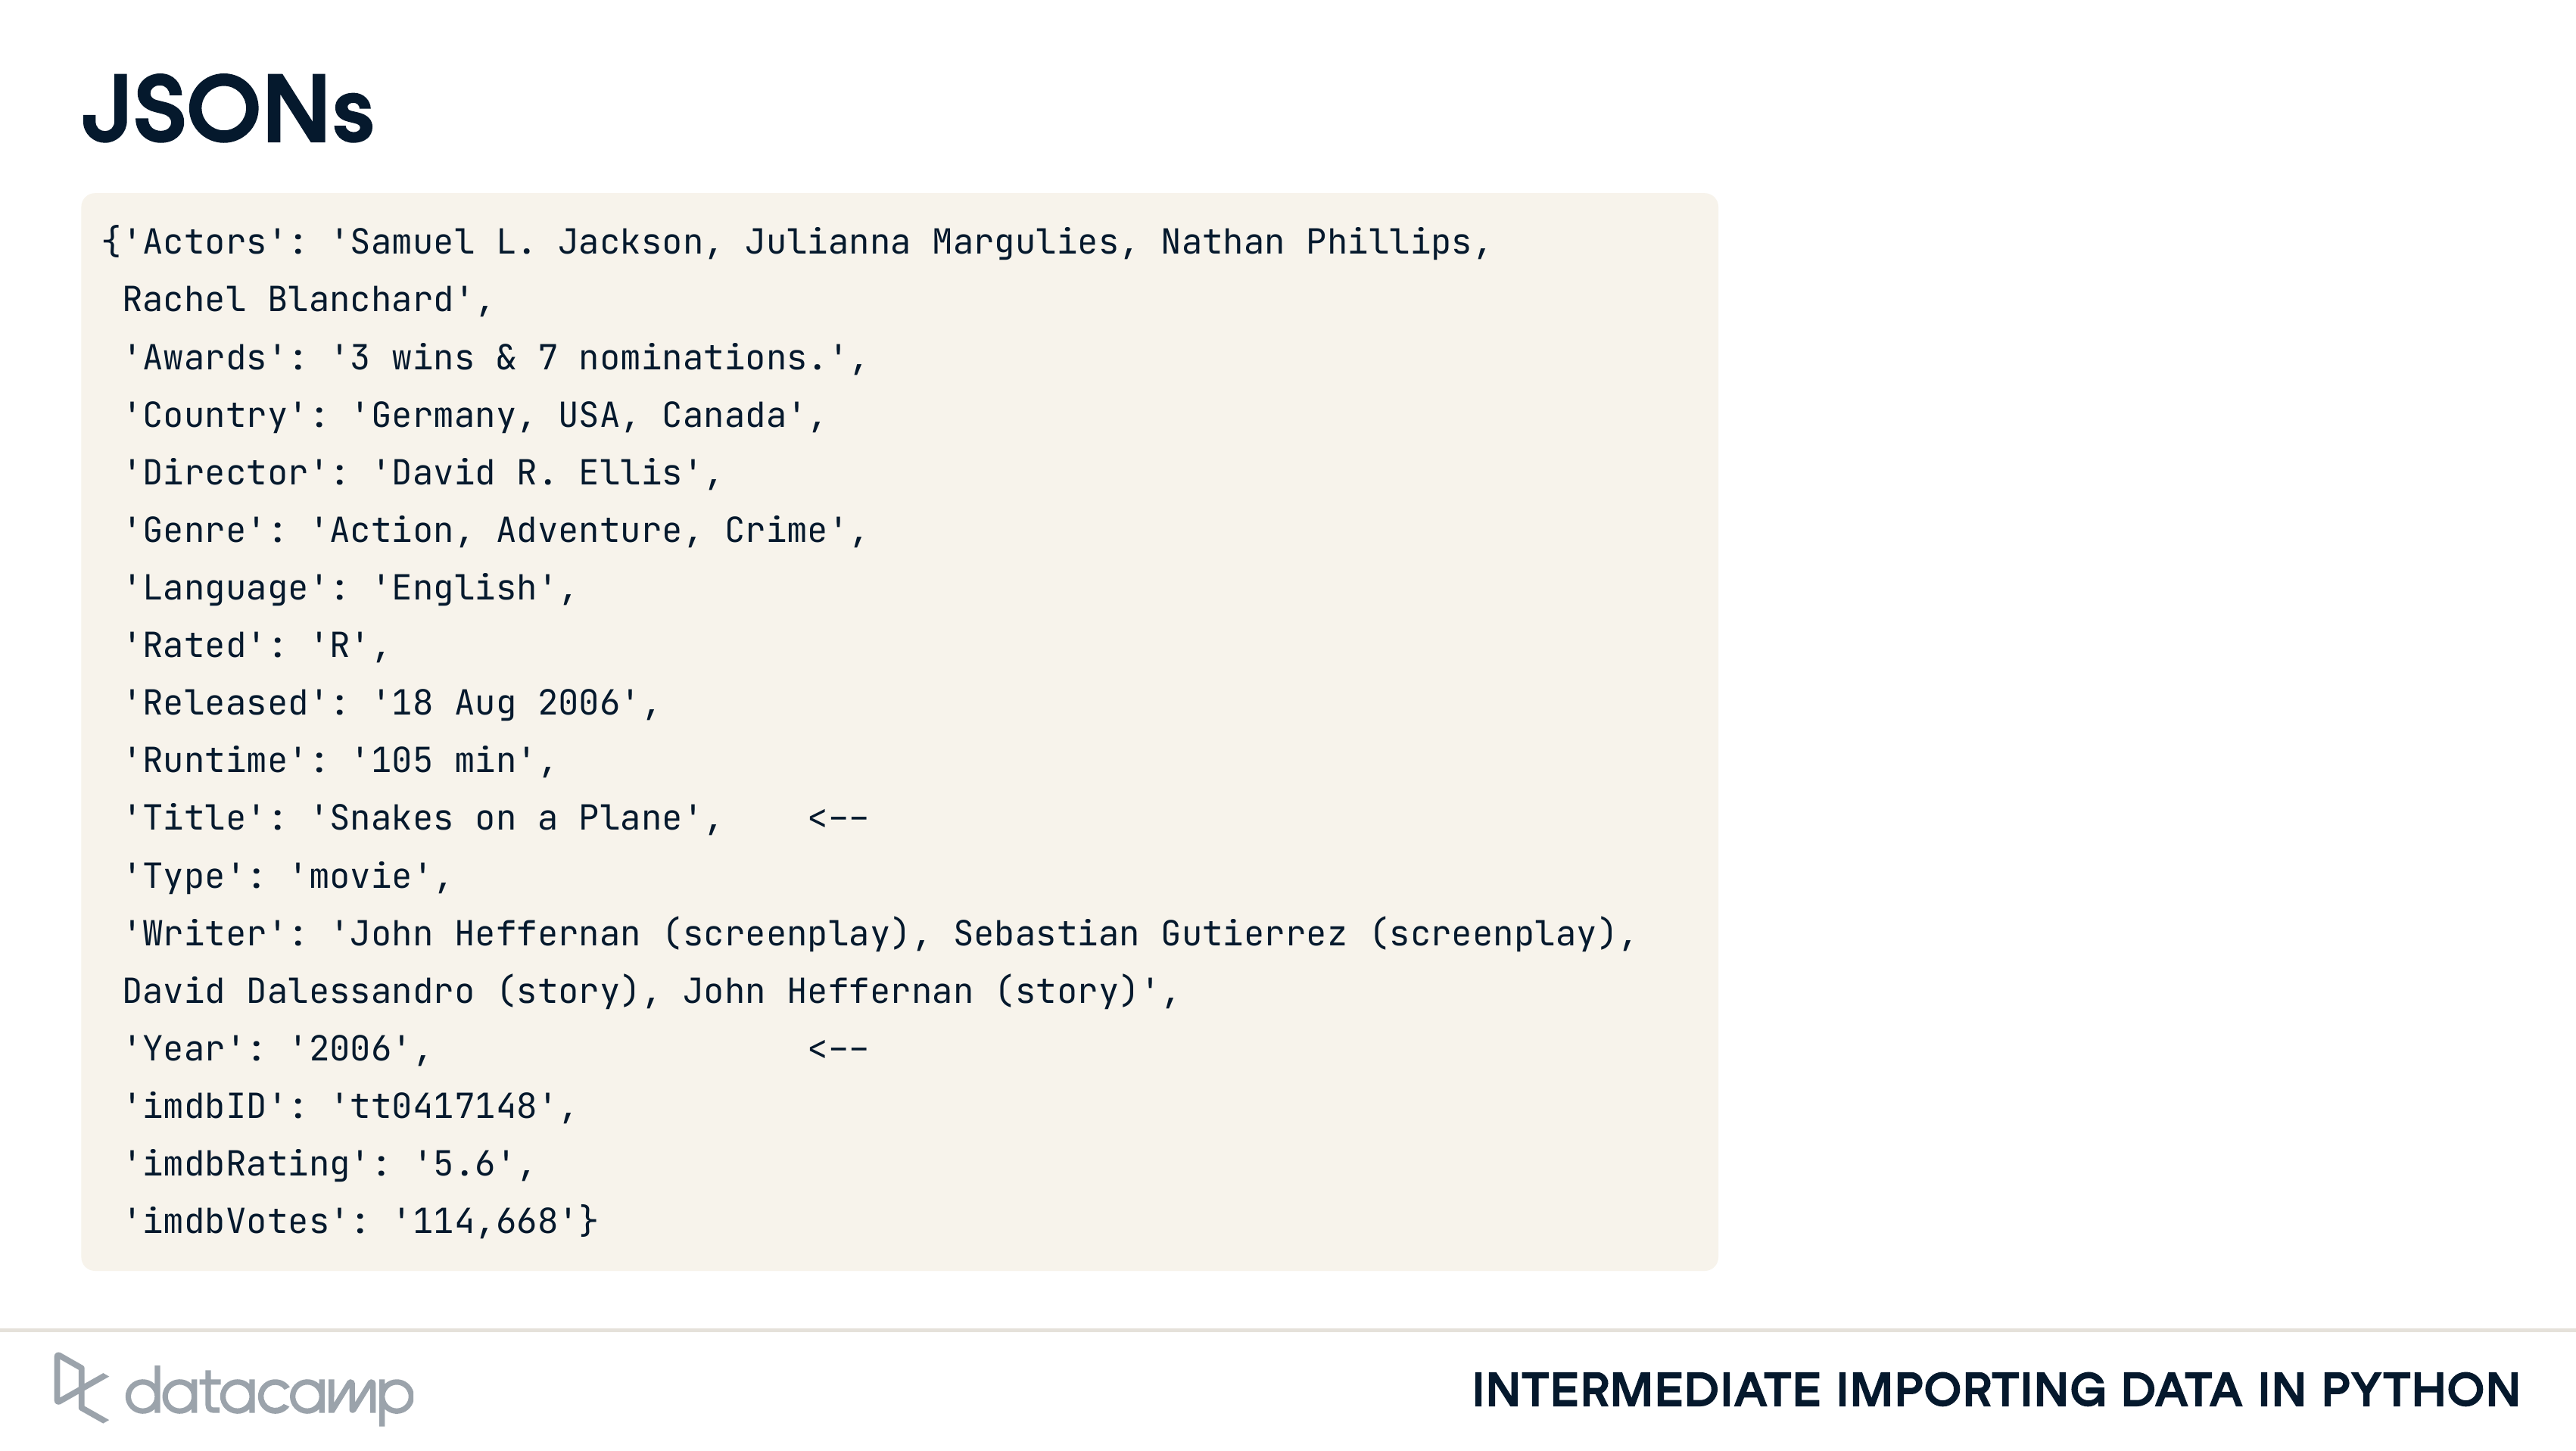 JSONs
{'Actors': 'Samuel L. Jackson, Julianna Margulies, Nathan Phillips,
Rachel Blanchard',
'Awards': '3 wins & 7 nominations.',
'Country': 'Germany, USA, Canada',
'Director': 'David R. Ellis',
'Genre': 'Action, Adventure, Crime',
'Language': 'English',
'Rated': 'R',
'Released': '18 Aug 2006',
'Runtime': '105 min',
'Title': 'Snakes on a Plane',    <--
'Type': 'movie',
'Writer': 'John Heffernan (screenplay), Sebastian Gutierrez (screenplay),
David Dalessandro (story), John Heffernan (story)',
'Year': '2006',                  <--
'imdbID': 'tt0417148',
'imdbRating': '5.6',
'imdbVotes': '114,668'}
datacamp
INTERMEDIATE IMPORTING DATA IN PYTHON